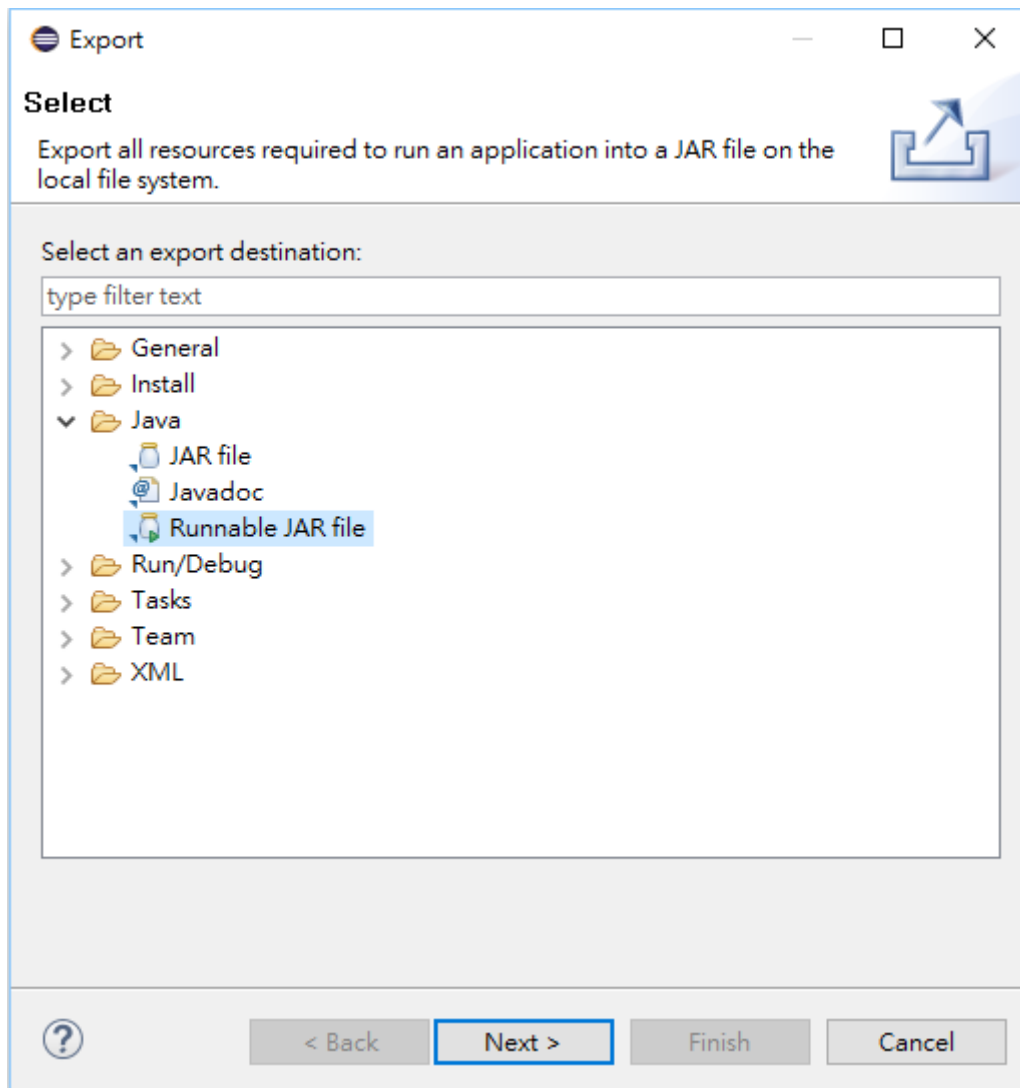 Export
Select
Export all resources required to run an application into a JAR file on the
local file system.
Select an export destination:
type filter text
General
Install
Java
JAR file
Javadoc
Runnable JAR file
Run/Debug
Tasks
Team
XML
< Back
Next >
Finish
Cancel